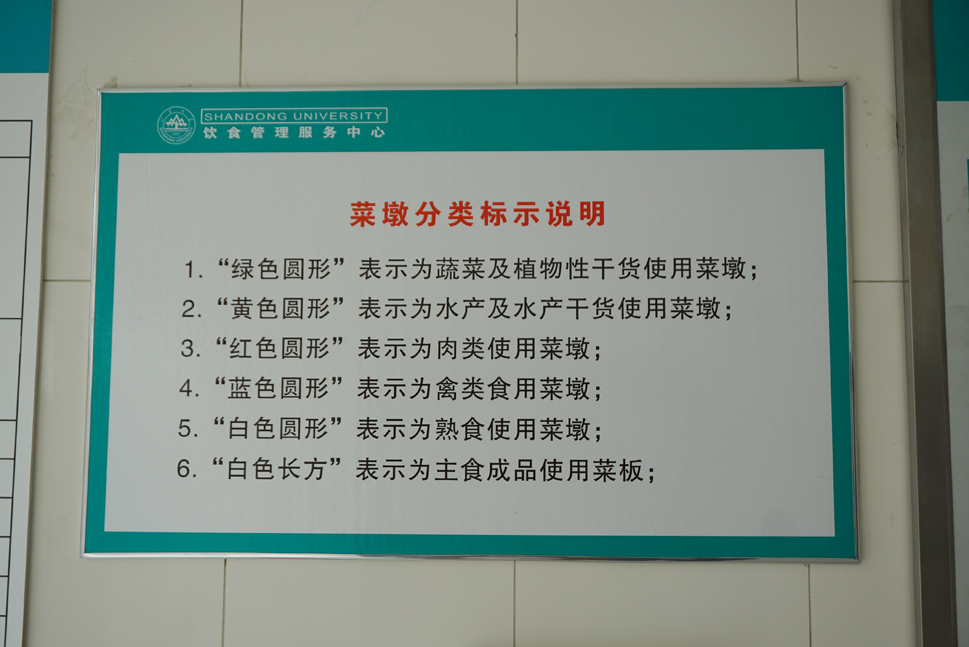 SHANDONG UNIVERSITY
饮食管理服务中心
菜墩分类标示说明
1.“绿色圆形”表示为蔬菜及植物性干货使用菜墩；
2.“黄色圆形”表示为水产及水产干货使用菜墩；
3.“红色圆形”表示为肉类使用菜墩；
4.“蓝色圆形”表示为禽类食用菜墩；
5.“白色圆形”表示为熟食使用菜墩；
6.“白色长方”表示为主食成品使用菜板；